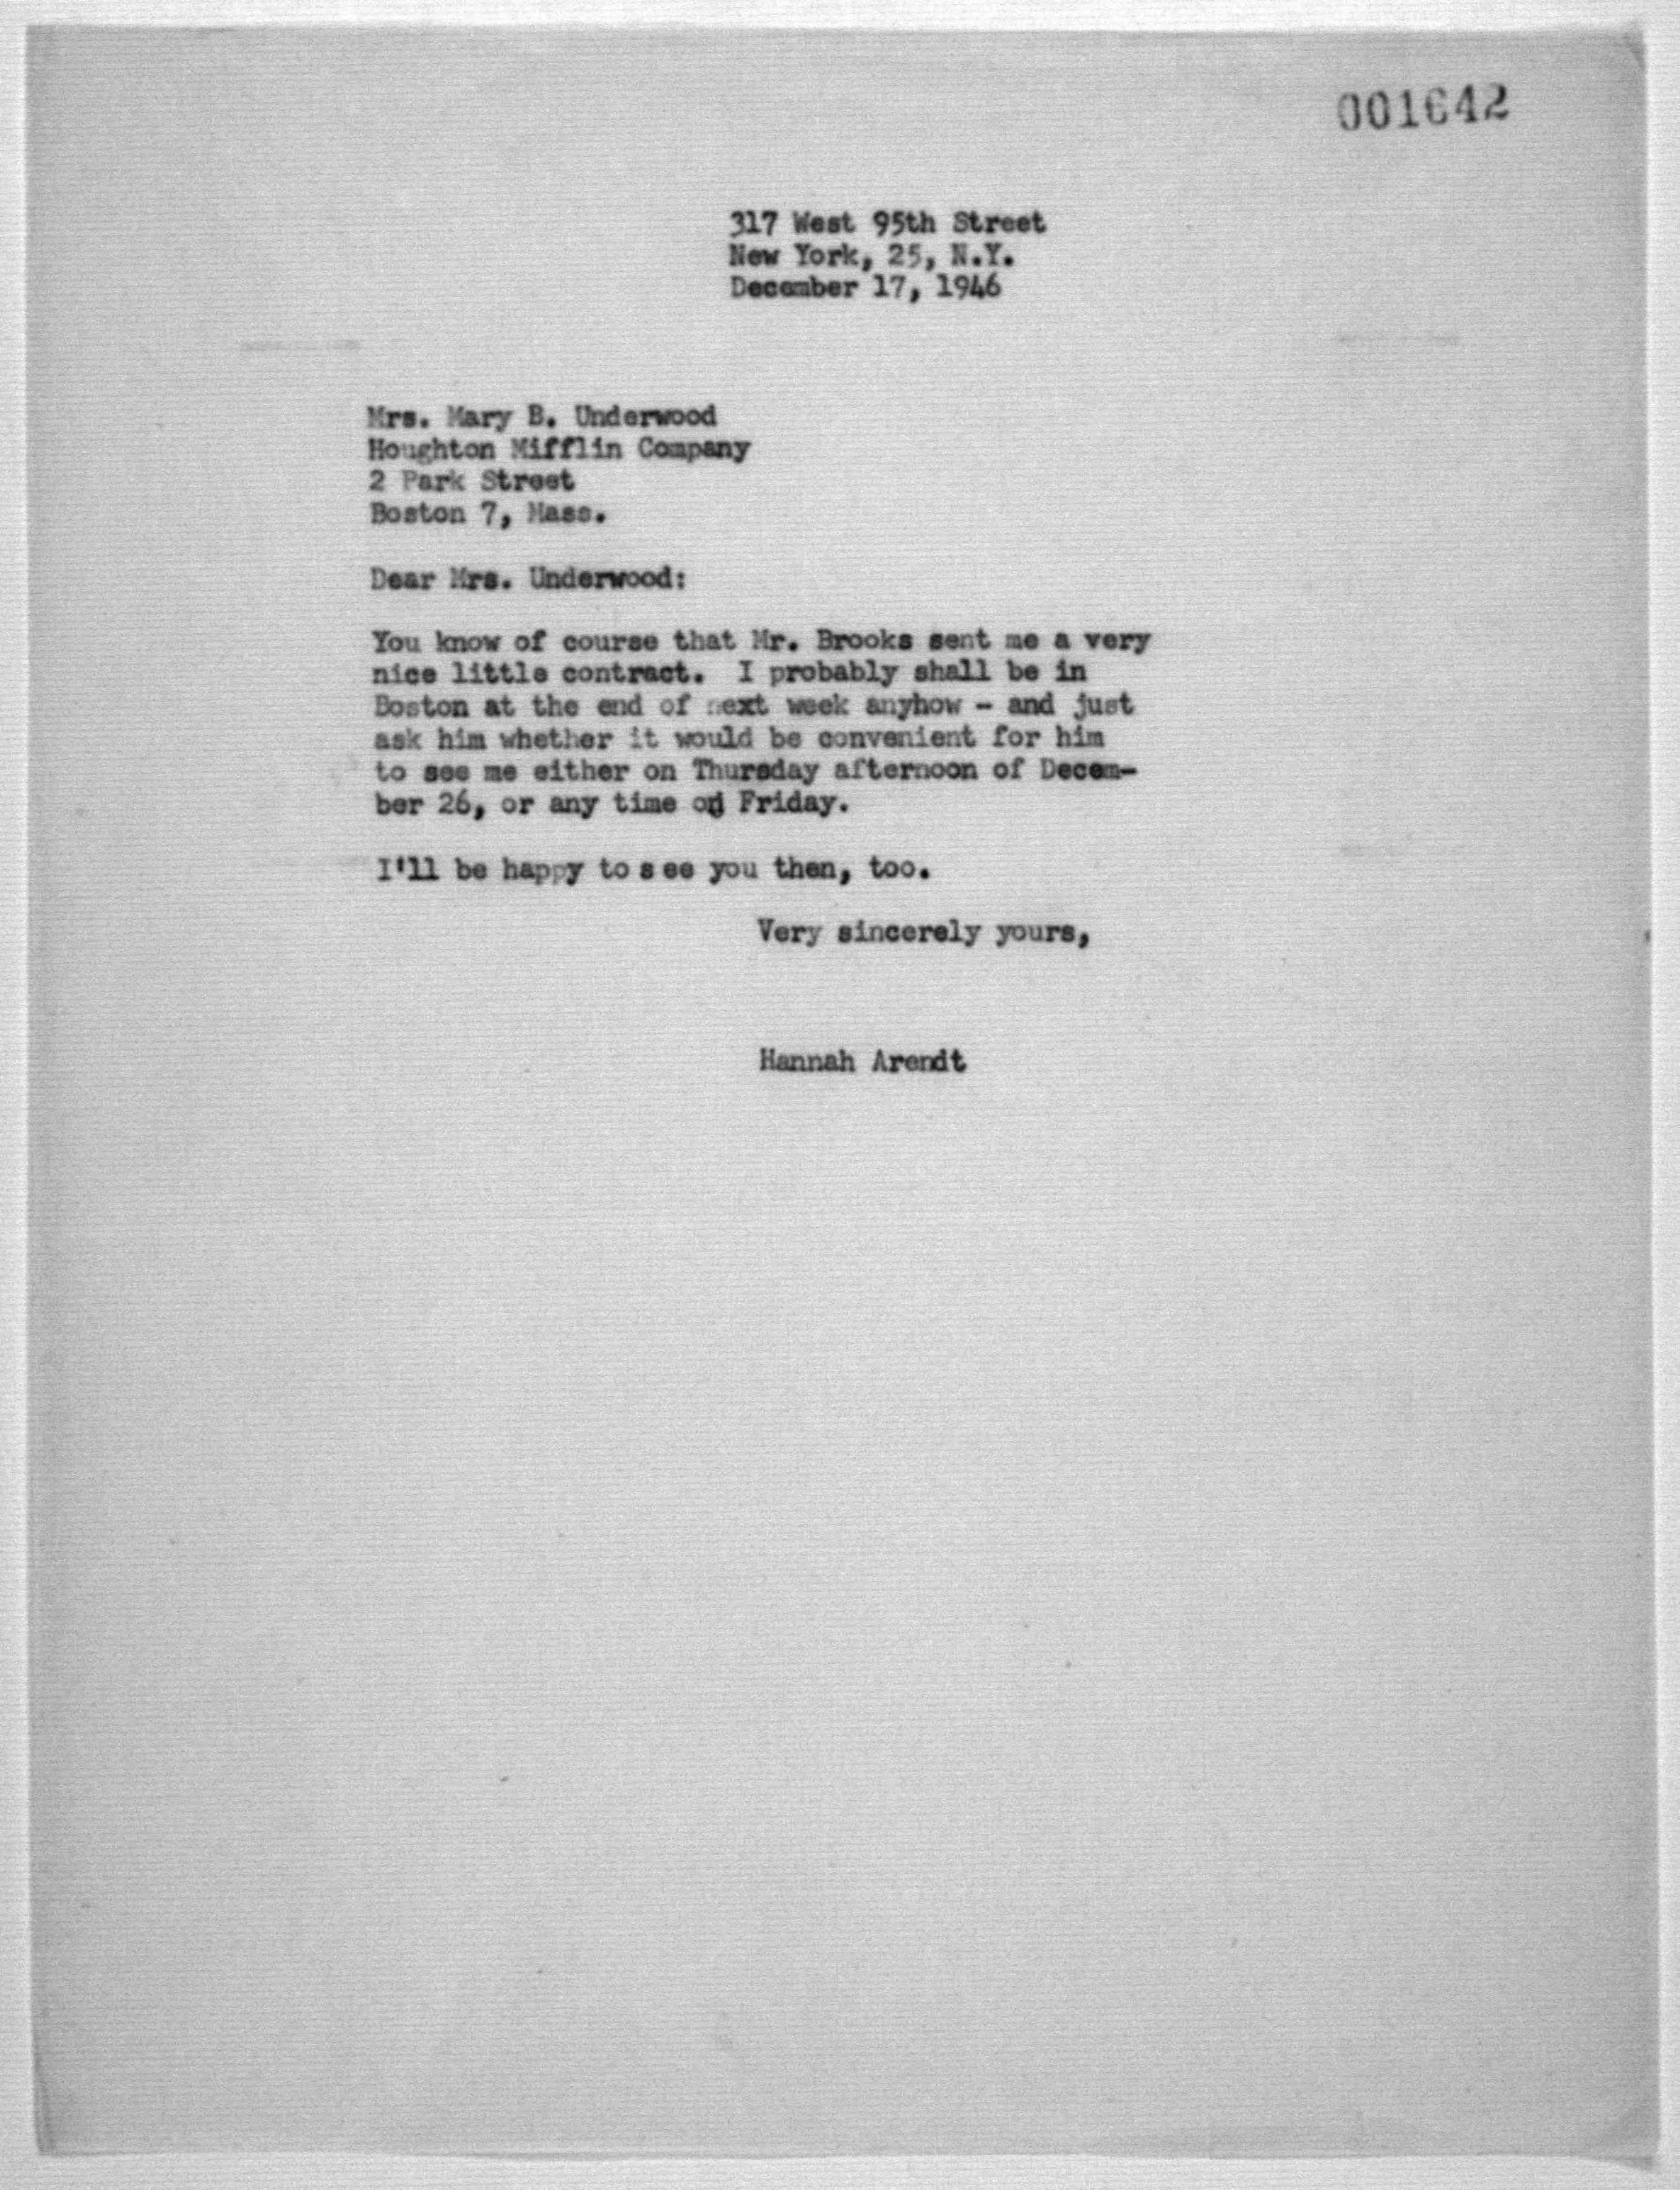 001642
317 West 95th Street
New York, 25, N.Y.
December 17, 1946
Mrs. Mary B. Underwood
Houghton Mifflin Company
2 Park Street
Boston 7, Mass.
Dear Mrs. Underwood:
You know of course that Mr. Brooks sent me a very
nice little contract. I probably shall be in
Boston at the end of next week anyhow - and just
ask him whether it would be convenient for him
to see me either on Thursday afternoon of Decem-
ber 26, or any time on Friday.
I'll be happy to see you then, too.
Very sincerely yours,
Hannah Arendt